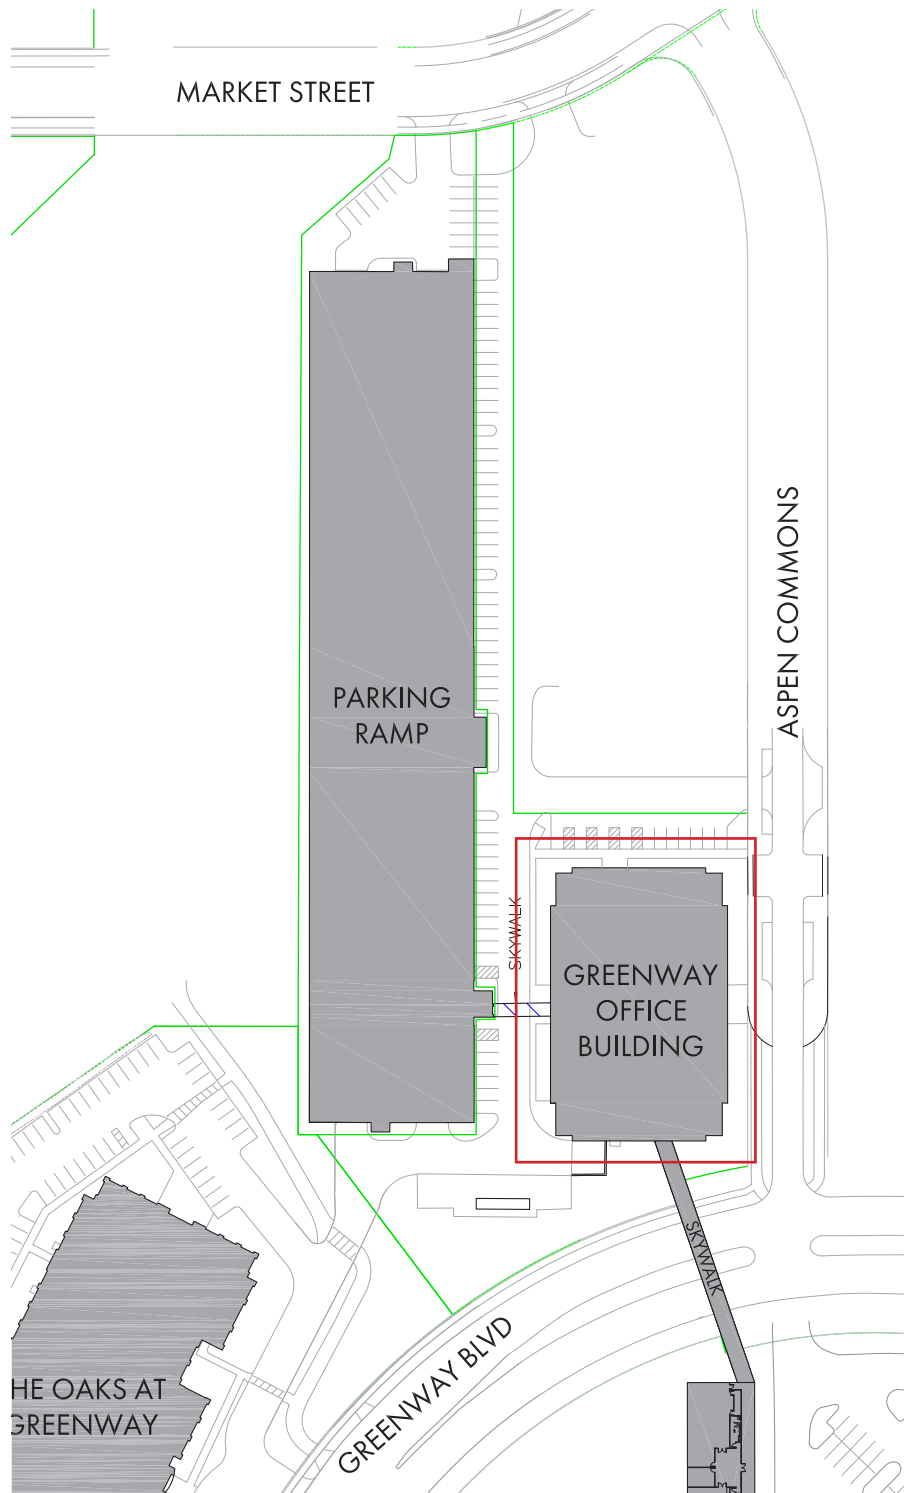 MARKET STREET
ASPEN COMMONS
PARKING
RAMP
SKYWALK
GREENWAY
OFFICE
BUILDING
SKYWALK
GREENWAY BLVD
HE OAKS AT
GREENWAY